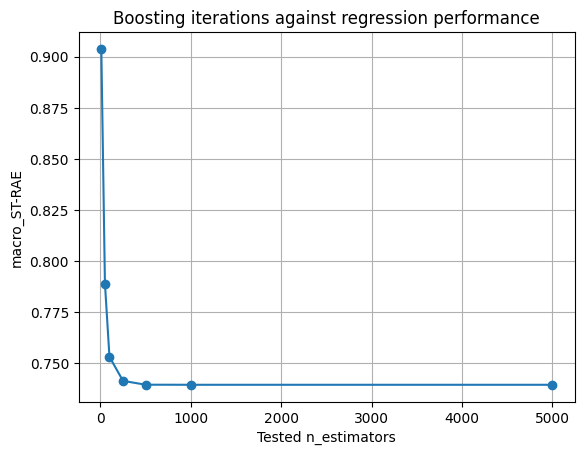 Boosting iterations against regression performance
macro_ST-RAE
0.900
0.875
0.850
0.825
0.800
0.775
0.750
0 1000 2000 3000 4000 5000
Tested n_estimators